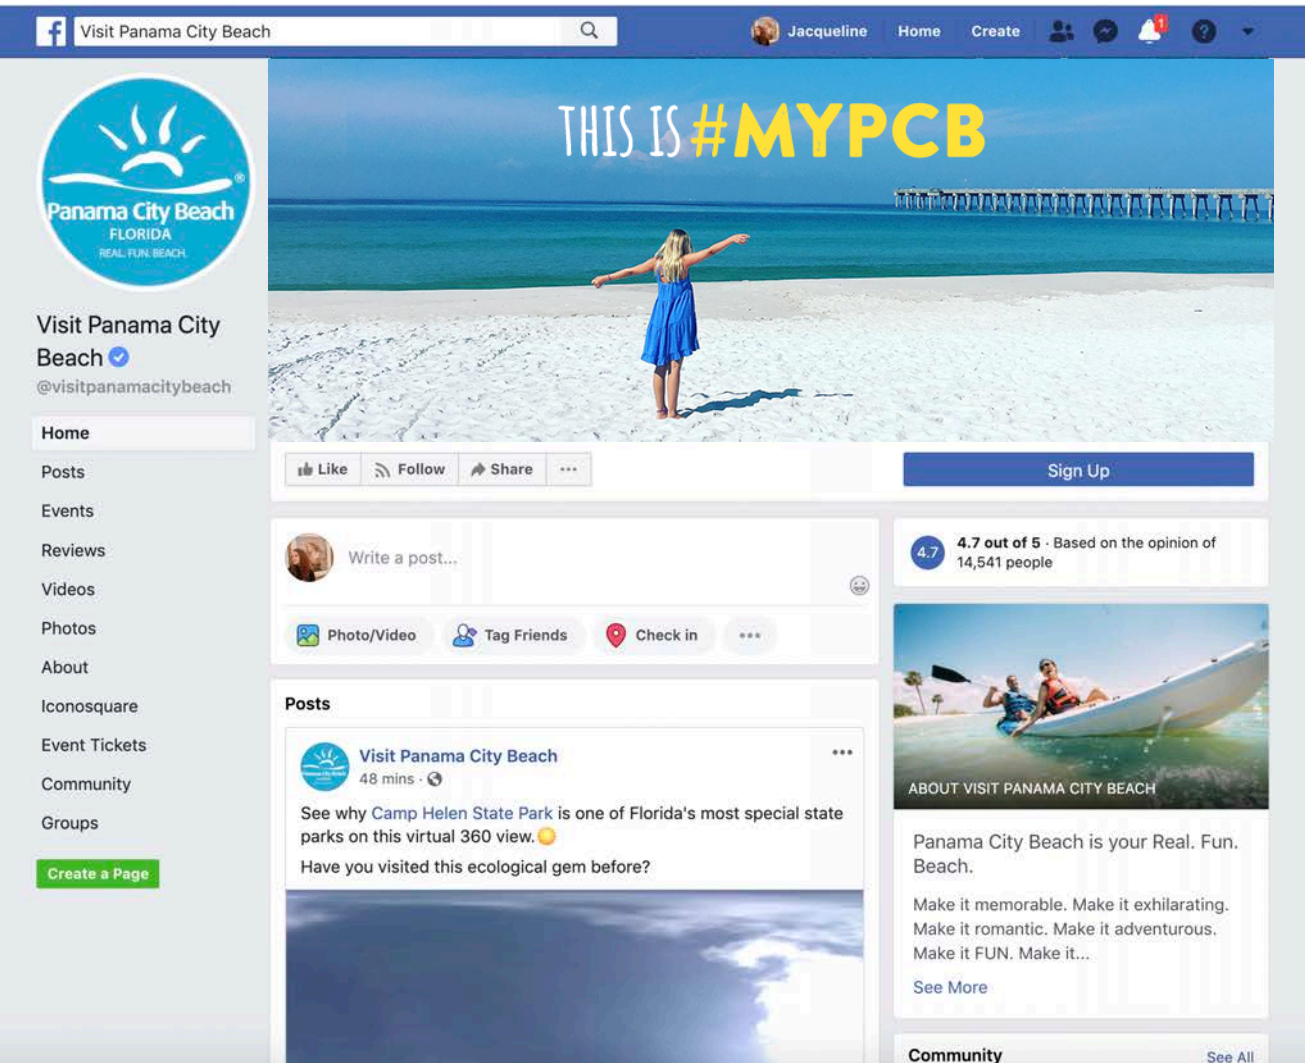 Visit Panama City Beach
Jacqueline
Home
Create
1
?
Panama City Beach
®
FLORIDA
REAL. FUN. BEACH.
THIS IS #MYPCB
Visit Panama City
Beach
@visitpanamacitybeach
Home
Posts
Events
Reviews
Videos
Photos
About
Iconosquare
Event Tickets
Community
Groups
Create a Page
Like
Follow
Share
...
Sign Up
Write a post...
Photo/Video
Tag Friends
Check in
...
Posts
Visit Panama City Beach
...
48 mins ·
See why Camp Helen State Park is one of Florida's most special state
parks on this virtual 360 view.
Have you visited this ecological gem before?
4.7
4.7 out of 5 · Based on the opinion of
14,541 people
ABOUT VISIT PANAMA CITY BEACH
Panama City Beach is your Real. Fun.
Beach.
Make it memorable. Make it exhilarating.
Make it romantic. Make it adventurous.
Make it FUN. Make it...
See More
Community
See All